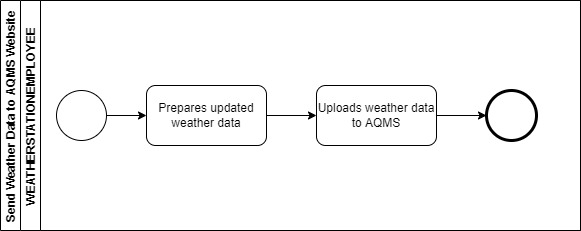 Send Weather Data to AQMS Website
WEATHERSTATIONEMPLOYEE
Prepares updated
weather data
Uploads weather data
to AQMS